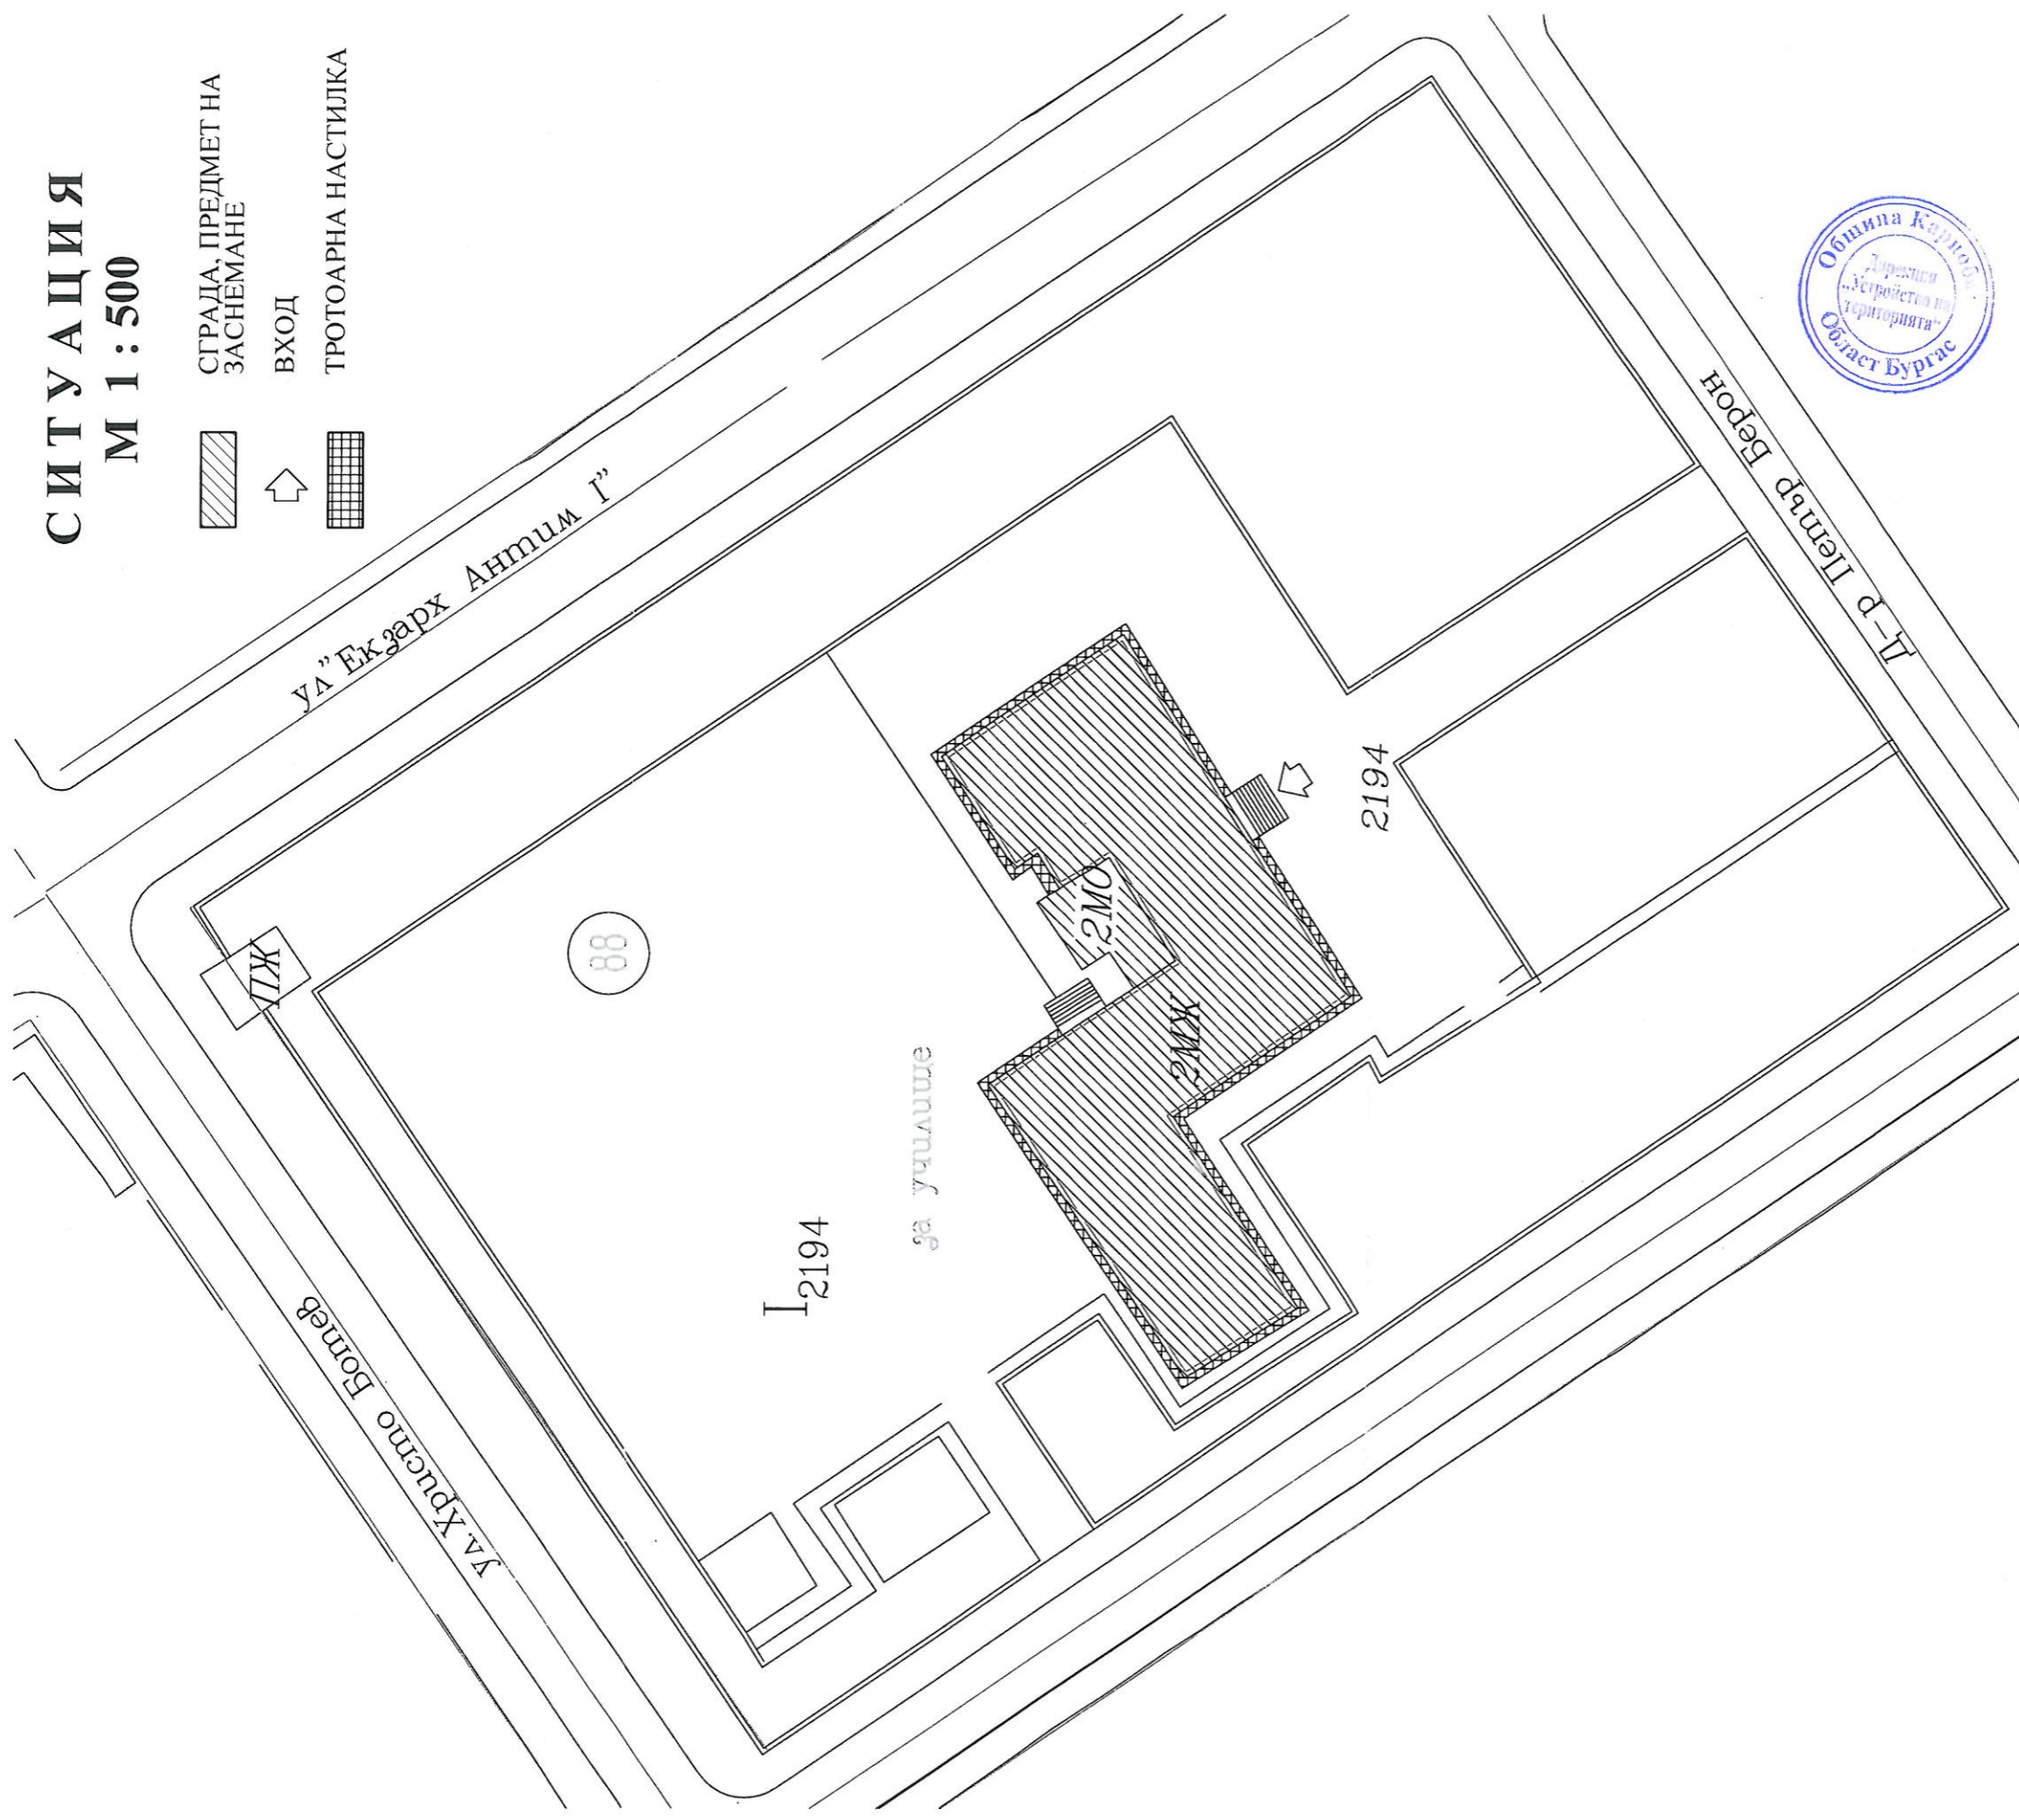 СИТУАЦИЯ
М 1 : 500
СГРАДА, ПРЕДМЕТ НА
ЗАСНЕМАНЕ
ВХОД
ТРОТОАРНА НАСТИЛКА
ул"Екзарх Антим I"
ПЖ
88
ул.Христо Ботев
I 2194
за училище
2МО
2МЖ
2194
Д-р Петър Берон
Община Карнобат
Дирекция
„Устройство на
територията“
Област Бургас